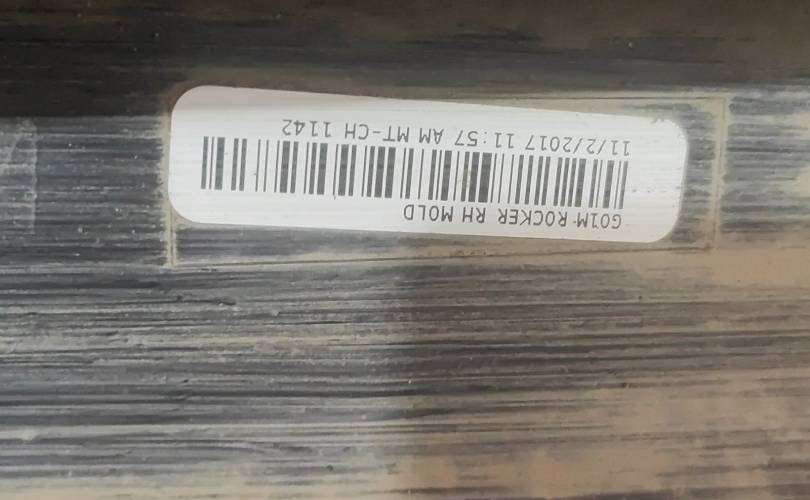 G01M-ROCKER RH MOLD
11/2/2017 11:57 AM MT-CH 1142